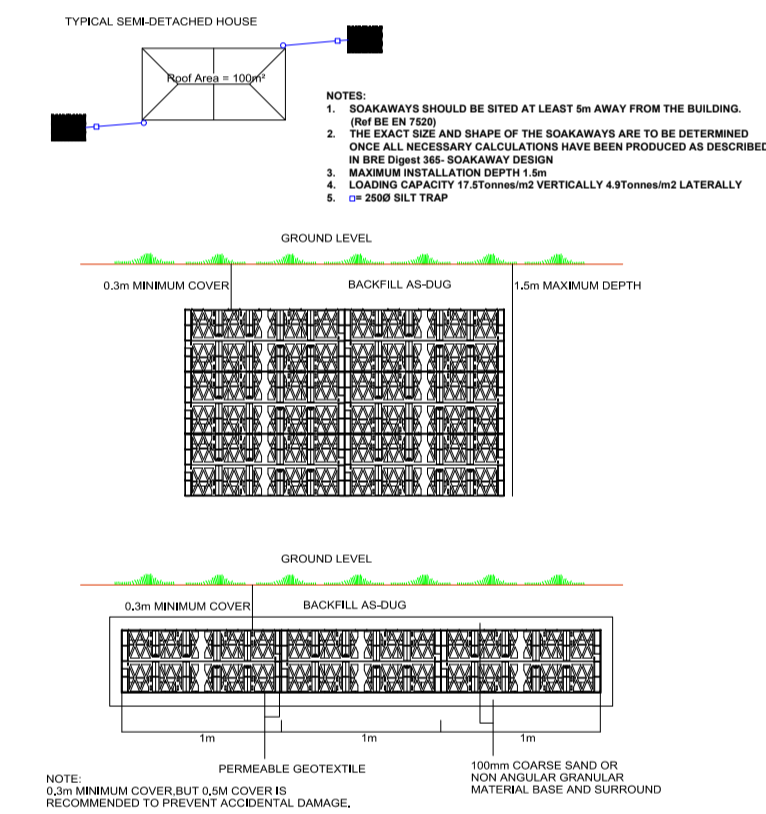 TYPICAL SEMI-DETACHED HOUSE
Roof Area = 100m²
NOTES:
1. SOAKAWAYS SHOULD BE SITED AT LEAST 5m AWAY FROM THE BUILDING.
(Ref BE EN 7520)
2. THE EXACT SIZE AND SHAPE OF THE SOAKAWAYS ARE TO BE DETERMINED
ONCE ALL NECESSARY CALCULATIONS HAVE BEEN PRODUCED AS DESCRIBED
IN BRE Digest 365- SOAKAWAY DESIGN
3. MAXIMUM INSTALLATION DEPTH 1.5m
4. LOADING CAPACITY 17.5Tonnes/m2 VERTICALLY 4.9Tonnes/m2 LATERALLY
5. = 250Ø SILT TRAP
GROUND LEVEL
0.3m MINIMUM COVER
BACKFILL AS-DUG
1.5m MAXIMUM DEPTH
GROUND LEVEL
0.3m MINIMUM COVER
BACKFILL AS-DUG
1m
1m
1m
PERMEABLE GEOTEXTILE
100mm COARSE SAND OR
NON ANGULAR GRANULAR
MATERIAL BASE AND SURROUND
NOTE:
0.3m MINIMUM COVER,BUT 0.5M COVER IS
RECOMMENDED TO PREVENT ACCIDENTAL DAMAGE.